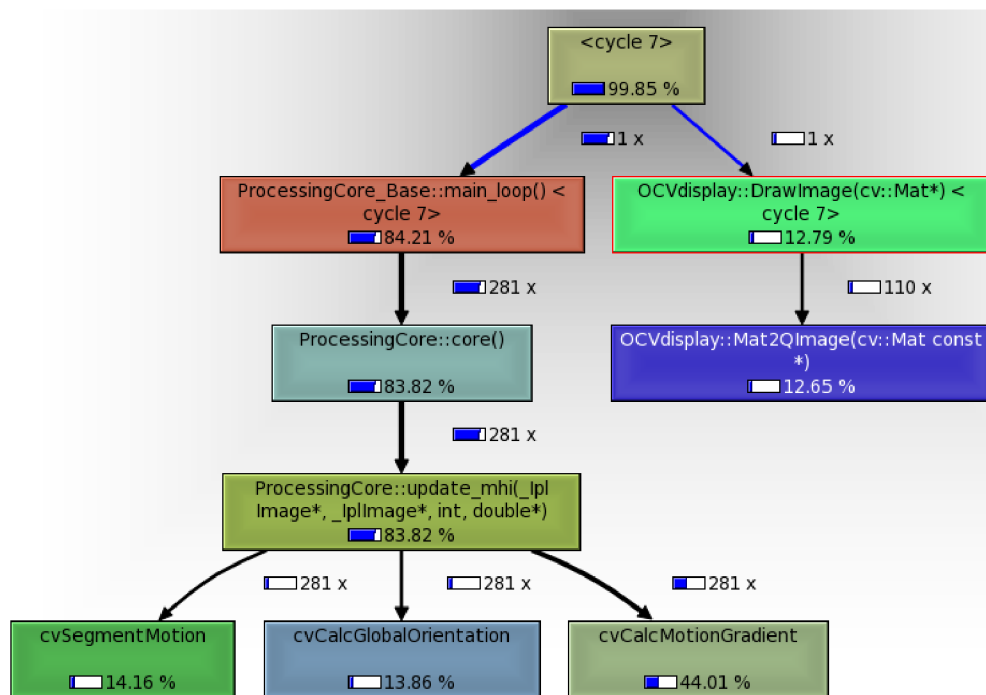 <cycle 7>
99.85 %
1 x
1 x
ProcessingCore_Base::main_loop() <
cycle 7>
84.21 %
OCVdisplay::DrawImage(cv::Mat*) <
cycle 7>
12.79 %
281 x
110 x
ProcessingCore::core()
83.82 %
OCVdisplay::Mat2QImage(cv::Mat const
*)
12.65 %
281 x
ProcessingCore::update_mhi(_Ipl
Image*, _IplImage*, int, double*)
83.82 %
281 x
281 x
281 x
cvSegmentMotion
14.16 %
cvCalcGlobalOrientation
13.86 %
cvCalcMotionGradient
44.01 %